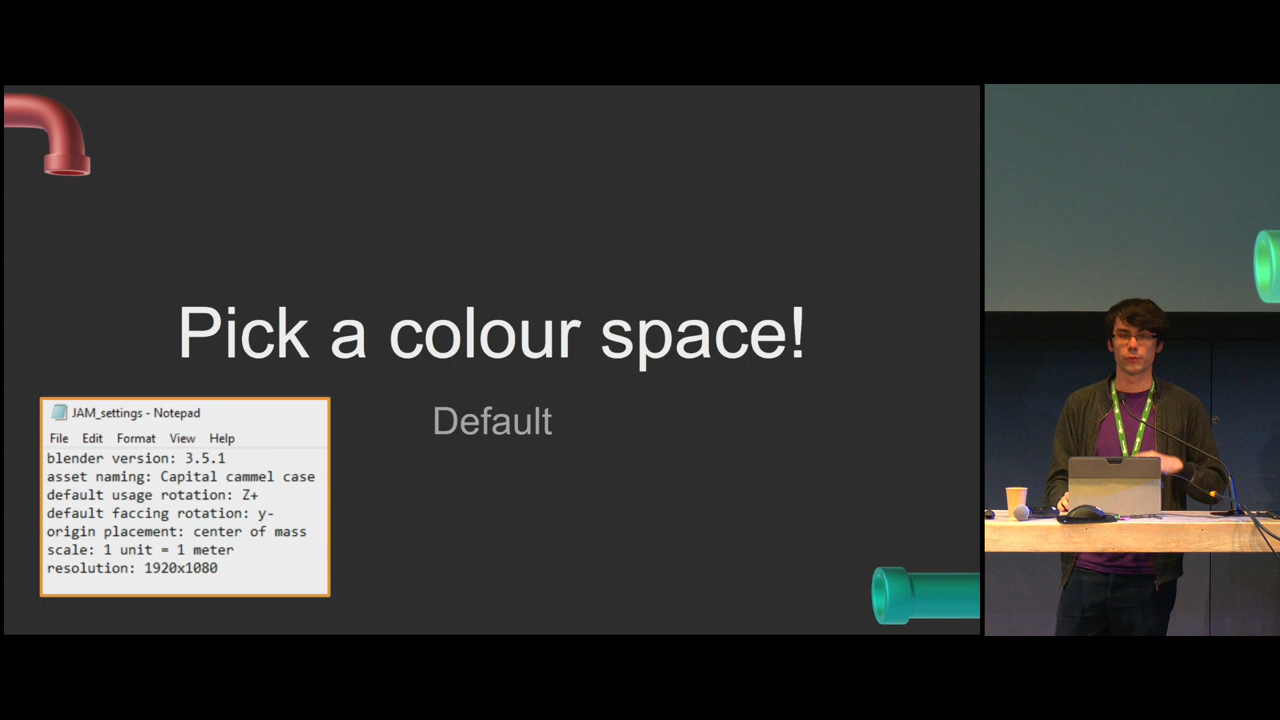 Pick a colour space!
Default
JAM_settings - Notepad
File Edit Format View Help
blender version: 3.5.1
asset naming: Capital cammel case
default usage rotation: Z+
default faccing rotation: y-
origin placement: center of mass
scale: 1 unit = 1 meter
resolution: 1920x1080